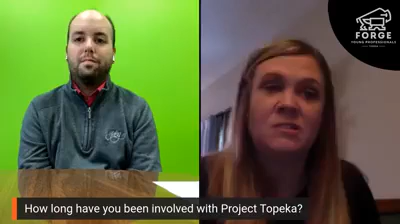 FORGE
YOUNG PROFESSIONALS
How long have you been involved with Project Topeka?